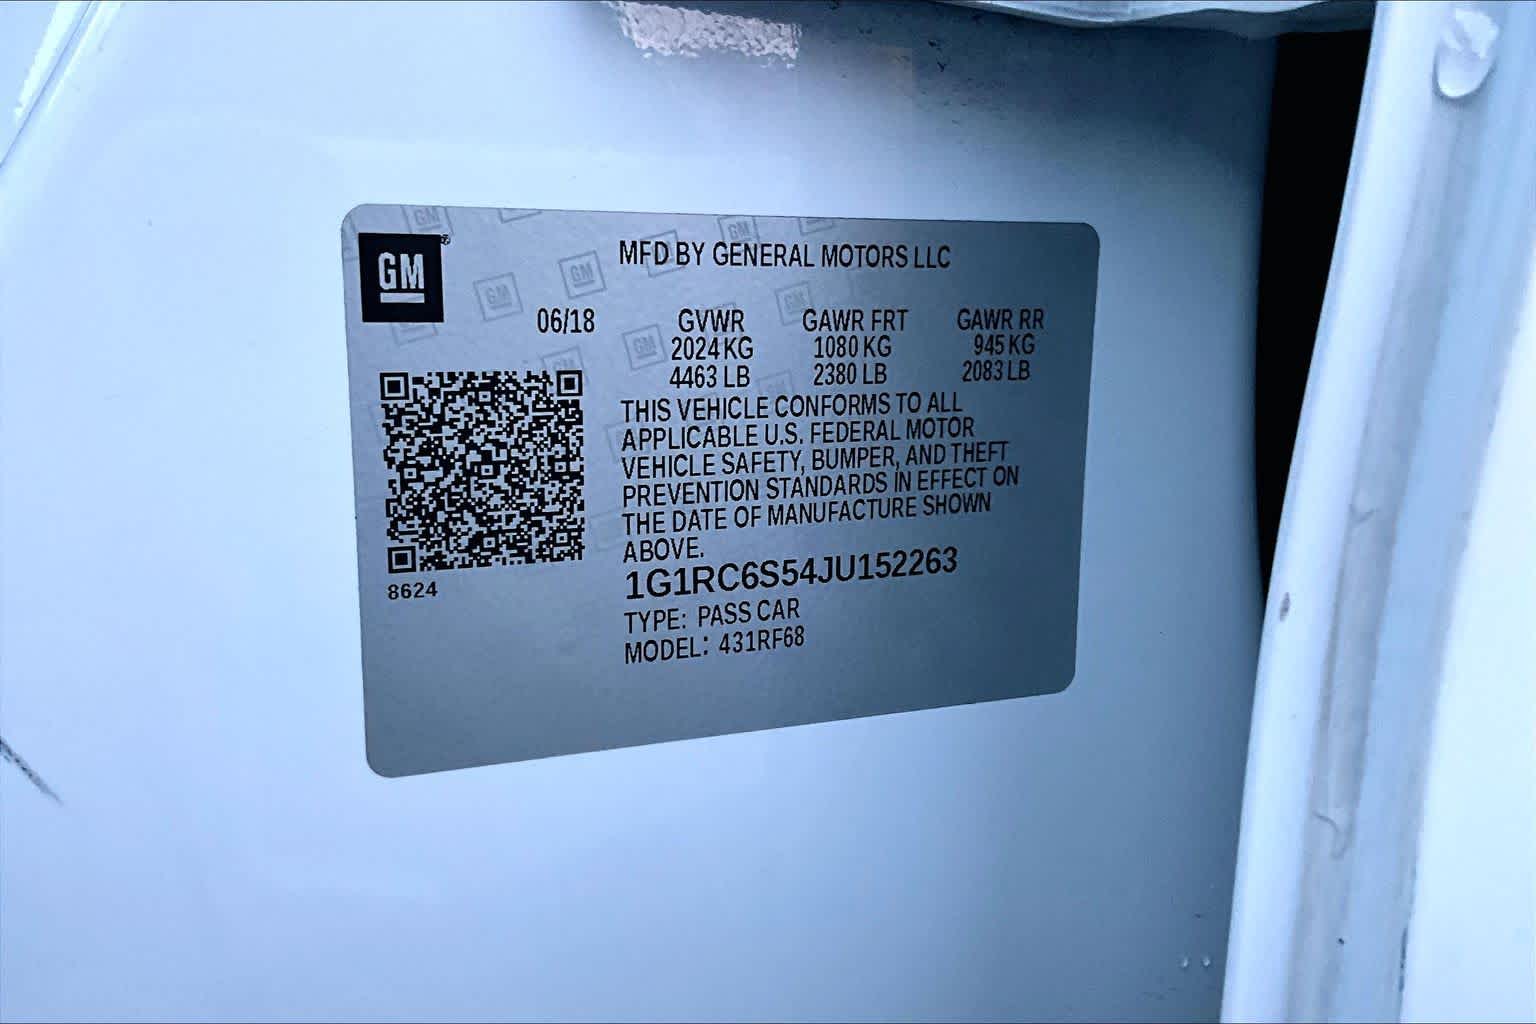 GM
MFD BY GENERAL MOTORS LLC
06/18 GVWR GAWR FRT GAWR RR
2024 KG 1080 KG 945 KG
4463 LB 2380 LB 2083 LB
THIS VEHICLE CONFORMS TO ALL
APPLICABLE U.S. FEDERAL MOTOR
VEHICLE SAFETY, BUMPER, AND THEFT
PREVENTION STANDARDS IN EFFECT ON
THE DATE OF MANUFACTURE SHOWN
ABOVE.
8624
1G1RC6S54JU152263
TYPE: PASS CAR
MODEL: 431RF68